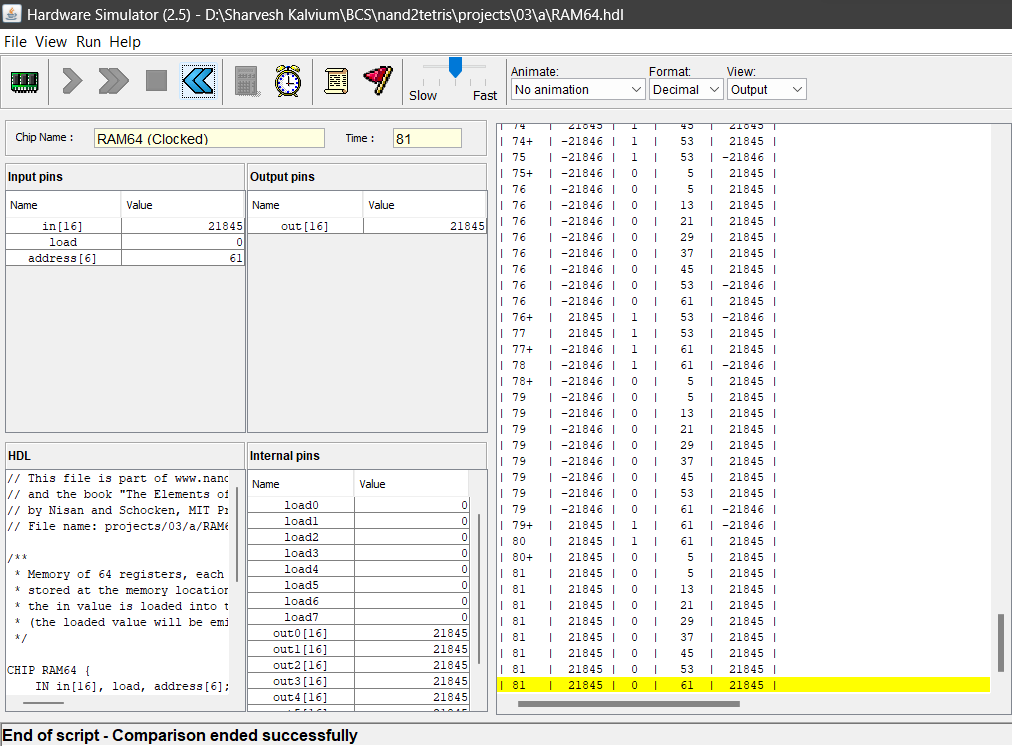 Hardware Simulator (2.5) - D:\Sharvesh Kalvium\BCS\nand2tetris\projects\03\a\RAM64.hdl
File View Run Help
Slow Fast
Animate: Format: View:
No animation Decimal Output
Chip Name : RAM64 (Clocked) Time : 81
Input pins
Name Value
in[16] 21845
load 0
address[6] 61
Output pins
Name Value
out[16] 21845
HDL
// This file is part of www.nand
// and the book "The Elements of
// by Nisan and Schocken, MIT Pr
// File name: projects/03/a/RAM6
/**
* Memory of 64 registers, each
* stored at the memory location
* the in value is loaded into t
* (the loaded value will be emi
*/
CHIP RAM64 {
IN in[16], load, address[6];
Internal pins
Name Value
load0 0
load1 0
load2 0
load3 0
load4 0
load5 0
load6 0
load7 0
out0[16] 21845
out1[16] 21845
out2[16] 21845
out3[16] 21845
out4[16] 21845
| 74 | 21845 | 1 | 45 | 21845 |
| 74+ | -21846 | 1 | 53 | 21845 |
| 75 | -21846 | 1 | 53 | -21846 |
| 75+ | -21846 | 0 | 5 | 21845 |
| 76 | -21846 | 0 | 5 | 21845 |
| 76 | -21846 | 0 | 13 | 21845 |
| 76 | -21846 | 0 | 21 | 21845 |
| 76 | -21846 | 0 | 29 | 21845 |
| 76 | -21846 | 0 | 37 | 21845 |
| 76 | -21846 | 0 | 45 | 21845 |
| 76 | -21846 | 0 | 53 | -21846 |
| 76 | -21846 | 0 | 61 | 21845 |
| 76+ | 21845 | 1 | 53 | -21846 |
| 77 | 21845 | 1 | 53 | 21845 |
| 77+ | -21846 | 1 | 61 | 21845 |
| 78 | -21846 | 1 | 61 | -21846 |
| 78+ | -21846 | 0 | 5 | 21845 |
| 79 | -21846 | 0 | 5 | 21845 |
| 79 | -21846 | 0 | 13 | 21845 |
| 79 | -21846 | 0 | 21 | 21845 |
| 79 | -21846 | 0 | 29 | 21845 |
| 79 | -21846 | 0 | 37 | 21845 |
| 79 | -21846 | 0 | 45 | 21845 |
| 79 | -21846 | 0 | 53 | 21845 |
| 79 | -21846 | 0 | 61 | -21846 |
| 79+ | 21845 | 1 | 61 | -21846 |
| 80 | 21845 | 1 | 61 | 21845 |
| 80+ | 21845 | 0 | 5 | 21845 |
| 81 | 21845 | 0 | 5 | 21845 |
| 81 | 21845 | 0 | 13 | 21845 |
| 81 | 21845 | 0 | 21 | 21845 |
| 81 | 21845 | 0 | 29 | 21845 |
| 81 | 21845 | 0 | 37 | 21845 |
| 81 | 21845 | 0 | 45 | 21845 |
| 81 | 21845 | 0 | 53 | 21845 |
| 81 | 21845 | 0 | 61 | 21845 |
End of script - Comparison ended successfully